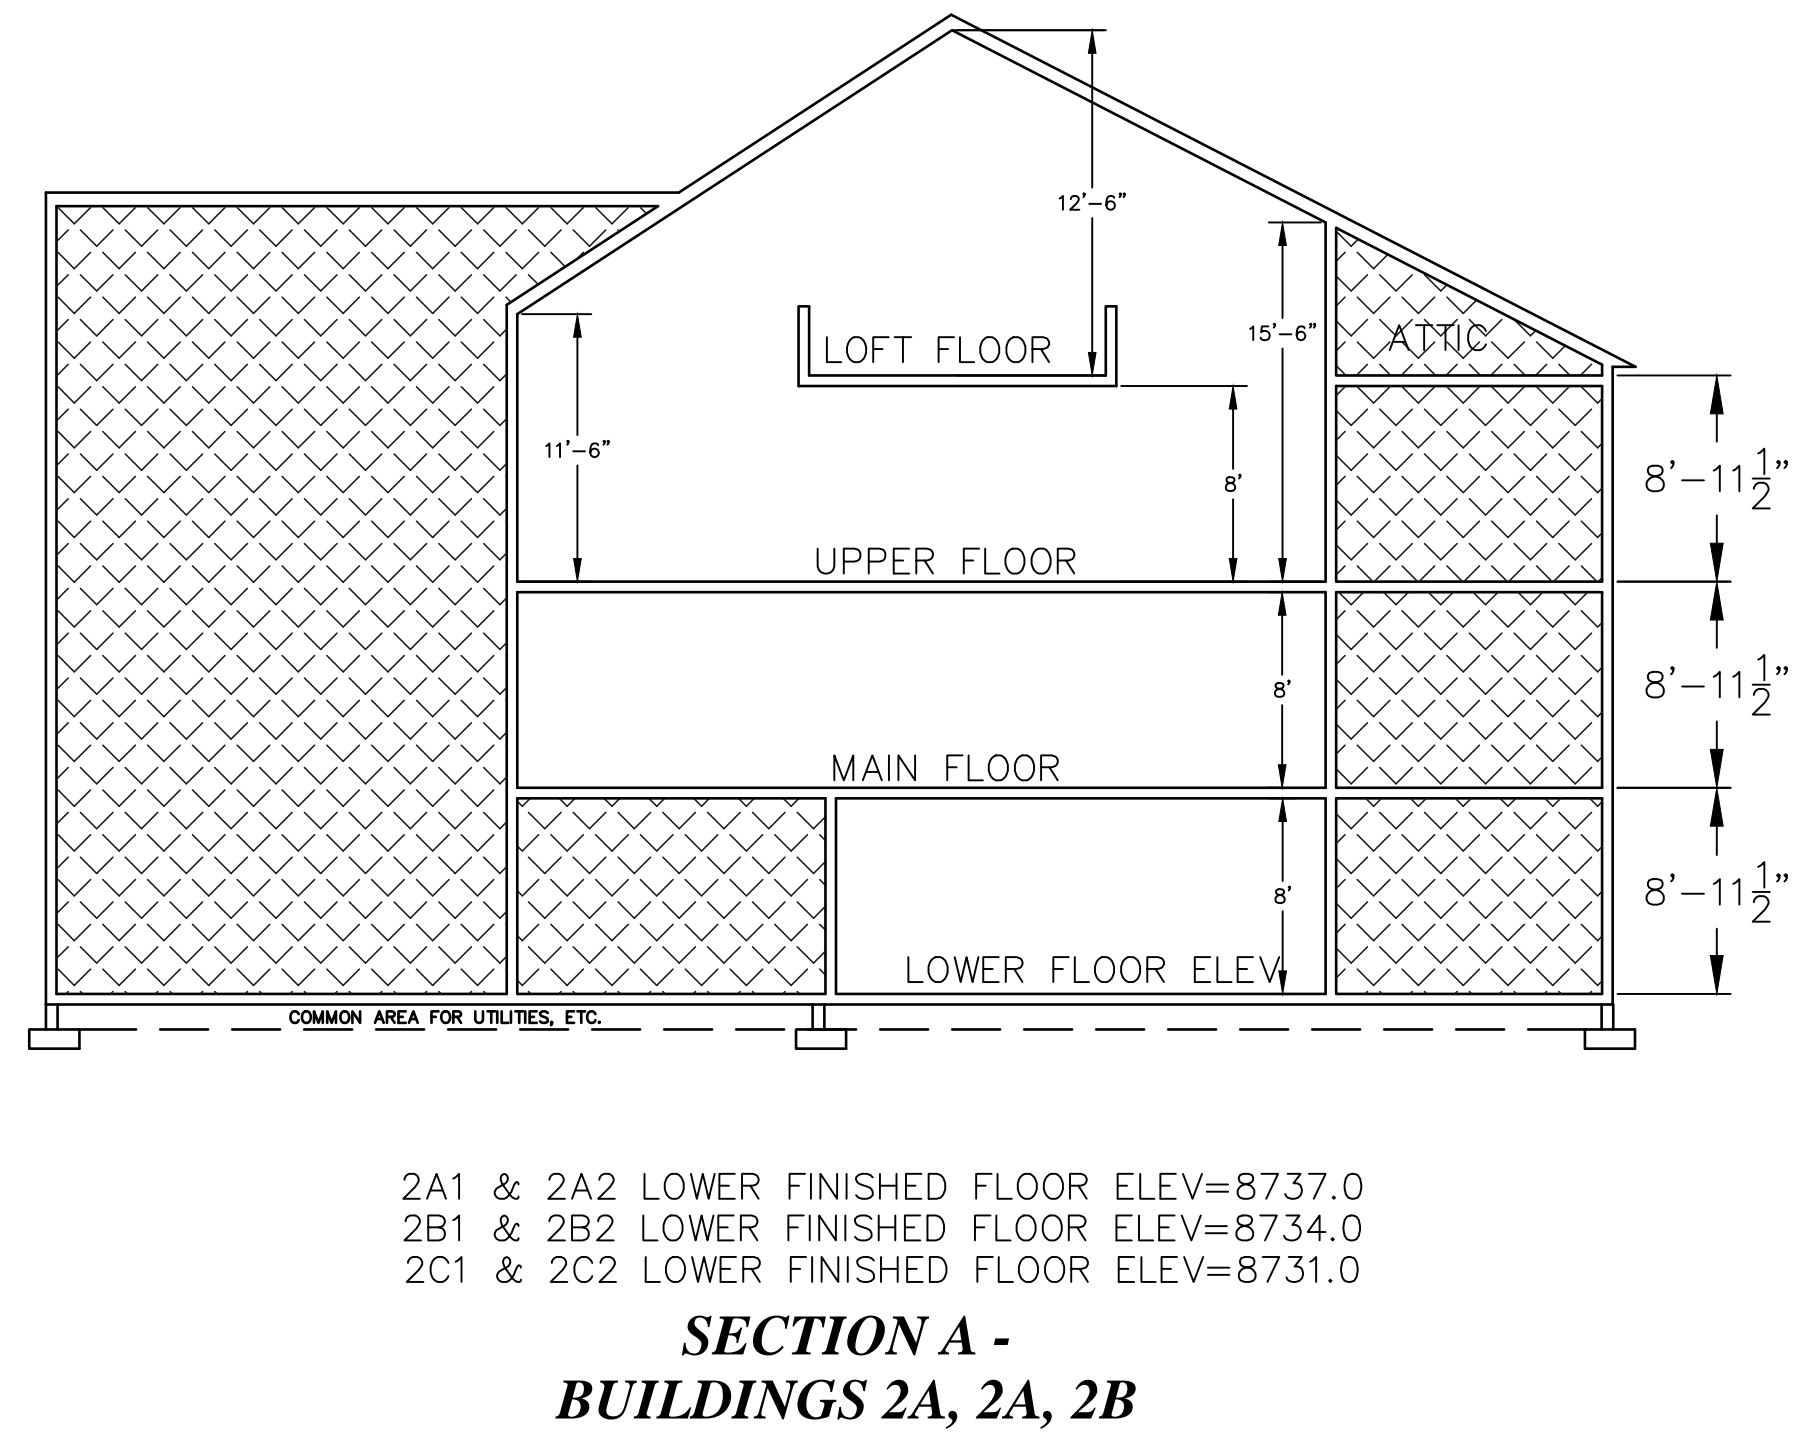 12'-6"
15'-6"
LOFT FLOOR
ATTIC
11'-6"
8'
8'-11 1/2"
UPPER FLOOR
8'
8'-11 1/2"
MAIN FLOOR
8'
8'-11 1/2"
LOWER FLOOR ELEV
COMMON AREA FOR UTILITIES, ETC.
2A1 & 2A2 LOWER FINISHED FLOOR ELEV=8737.0
2B1 & 2B2 LOWER FINISHED FLOOR ELEV=8734.0
2C1 & 2C2 LOWER FINISHED FLOOR ELEV=8731.0
SECTION A -
BUILDINGS 2A, 2A, 2B